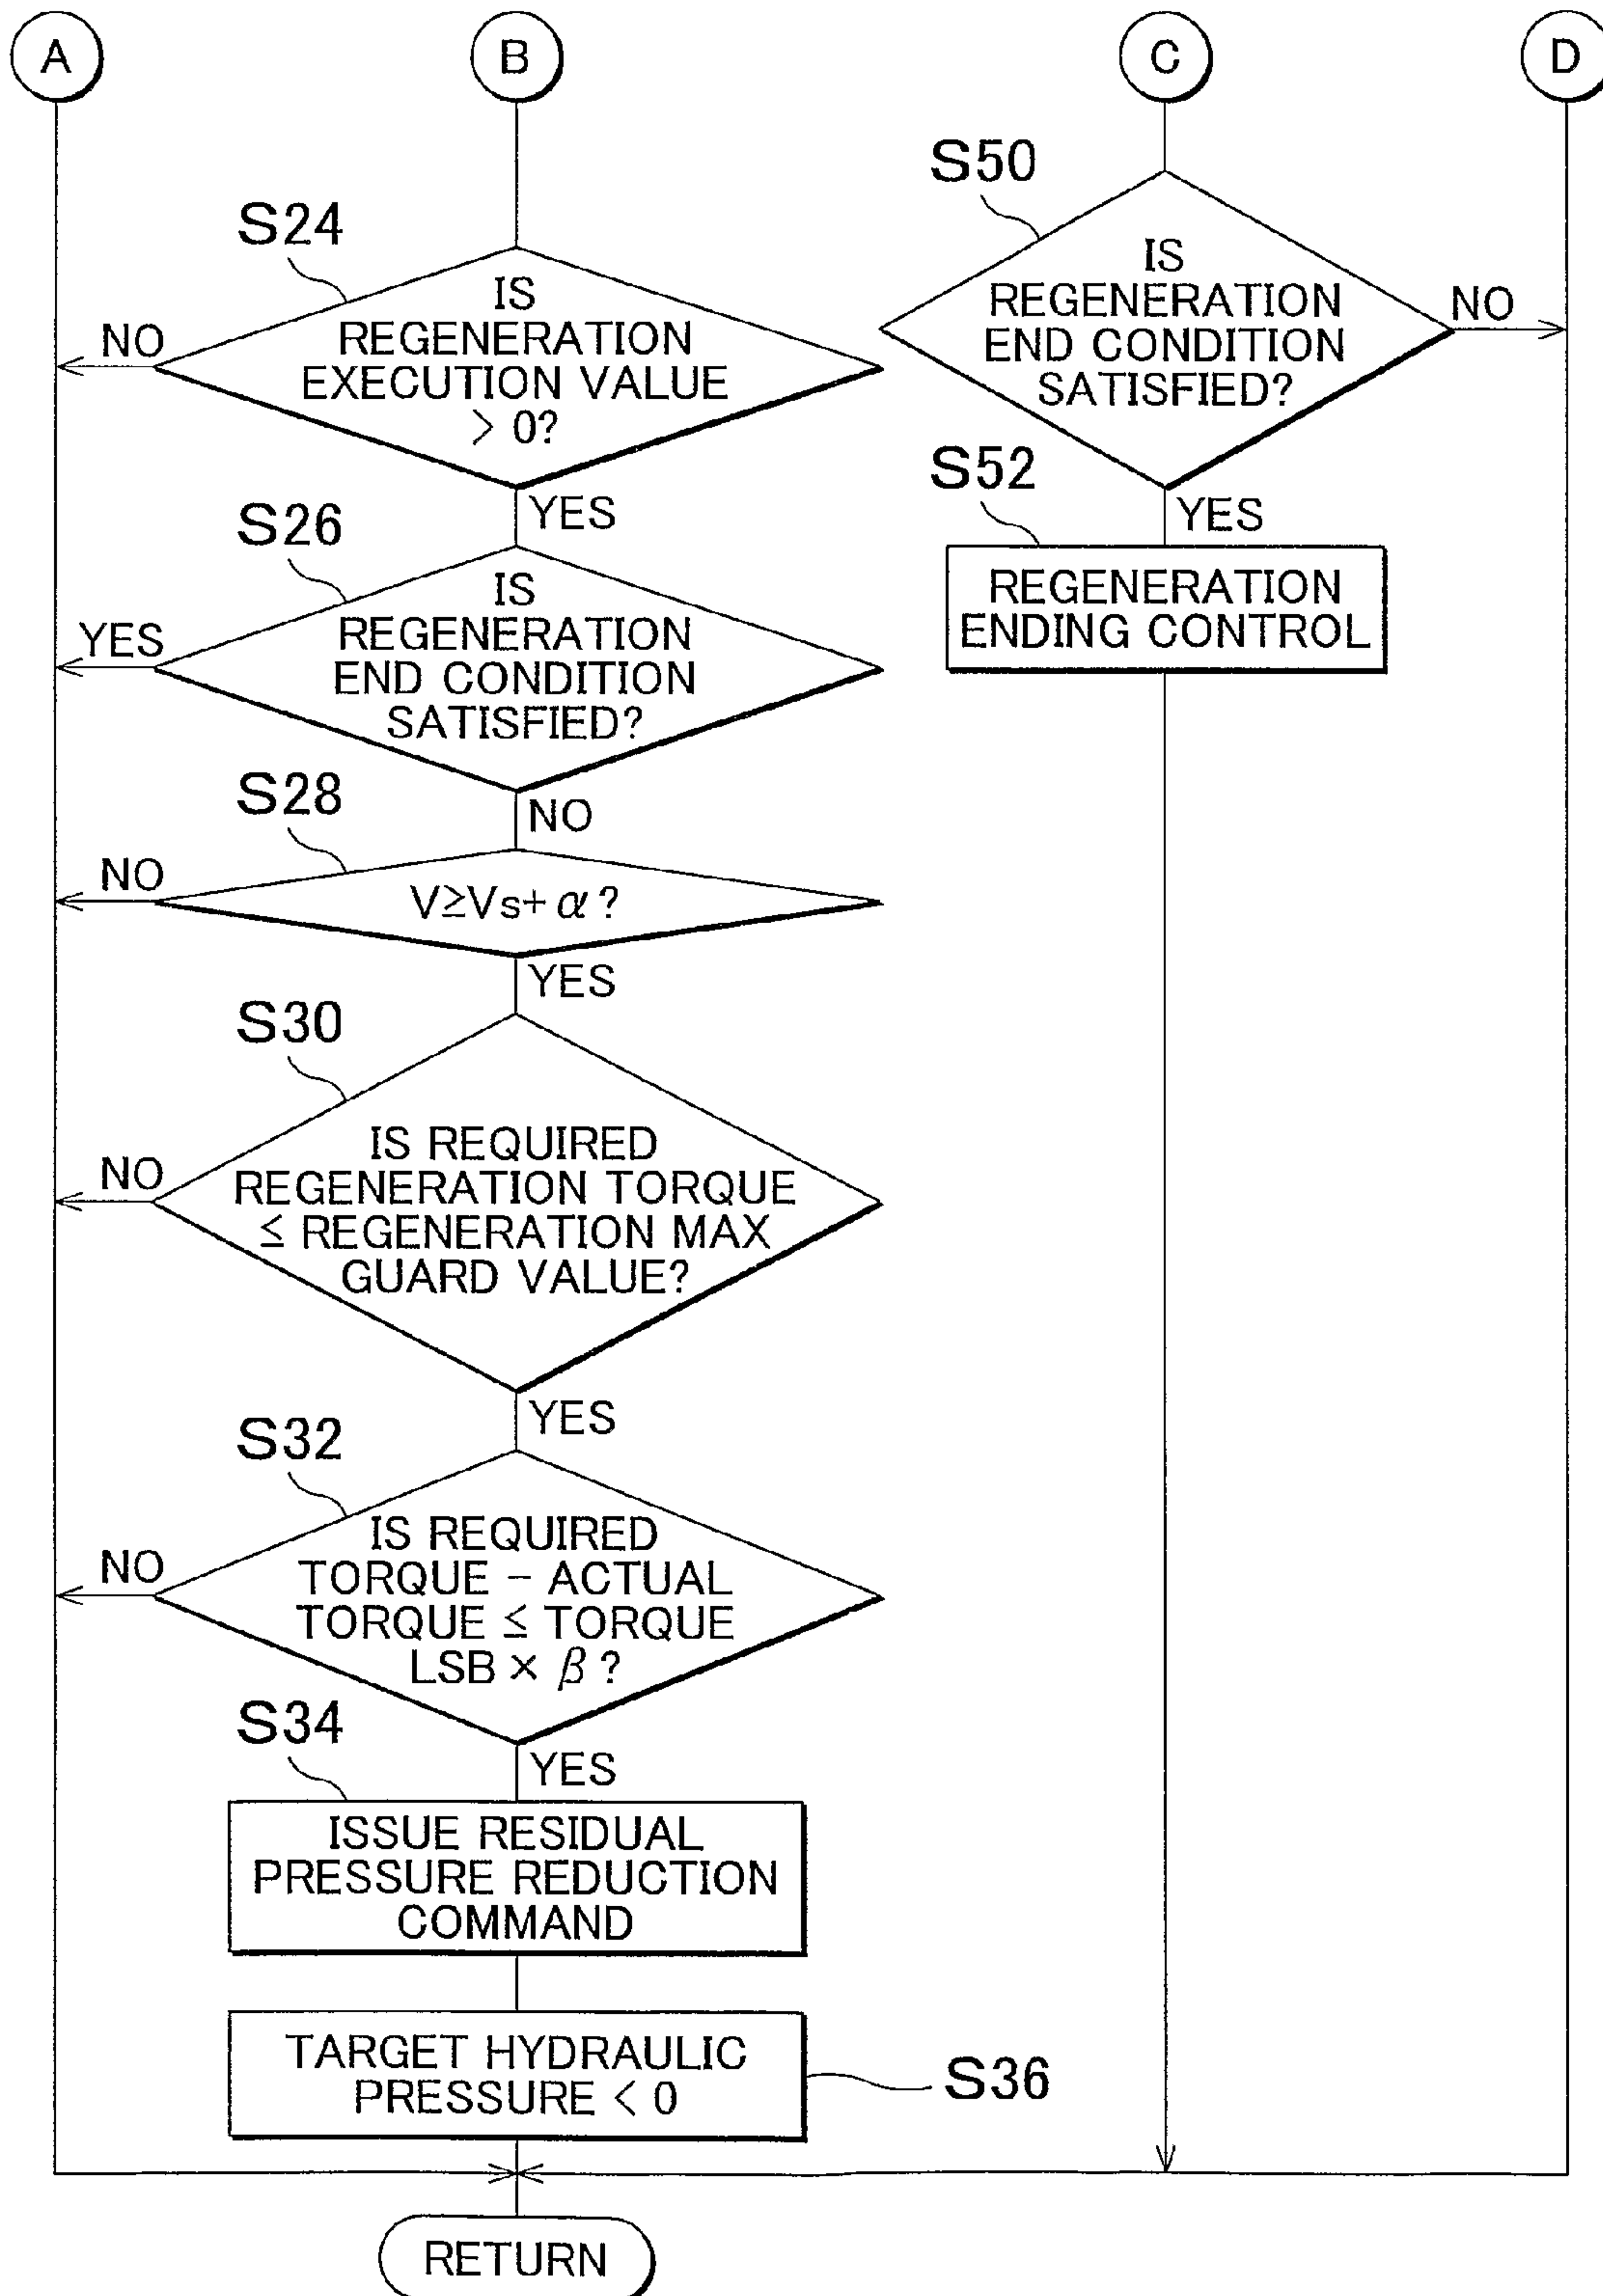 A
B
C
D
S24
IS
REGENERATION
EXECUTION VALUE
> 0?
NO
YES
S26
IS
REGENERATION
END CONDITION
SATISFIED?
YES
NO
S28
V≥Vs+ α ?
NO
YES
S30
IS REQUIRED
REGENERATION TORQUE
≤ REGENERATION MAX
GUARD VALUE?
NO
YES
S32
IS REQUIRED
TORQUE − ACTUAL
TORQUE ≤ TORQUE
LSB × β ?
NO
YES
S34
ISSUE RESIDUAL
PRESSURE REDUCTION
COMMAND
TARGET HYDRAULIC
PRESSURE < 0
S36
S50
IS
REGENERATION
END CONDITION
SATISFIED?
NO
YES
S52
REGENERATION
ENDING CONTROL
RETURN